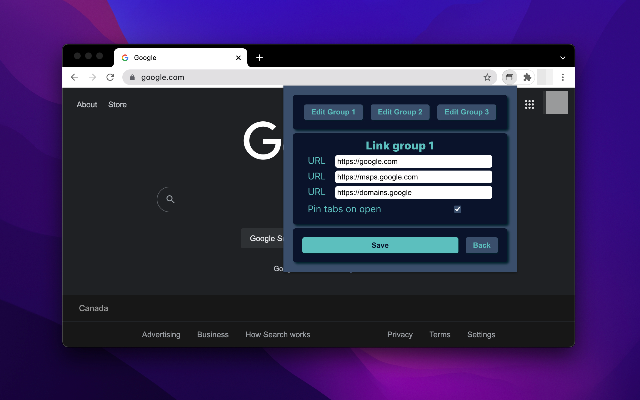 Google
google.com
About Store
Edit Group 1 Edit Group 2 Edit Group 3
Link group 1
URL https://google.com
URL https://maps.google.com
URL https://domains.google
Pin tabs on open
Save Back
Google
Canada
Advertising Business How Search works Privacy Terms Settings